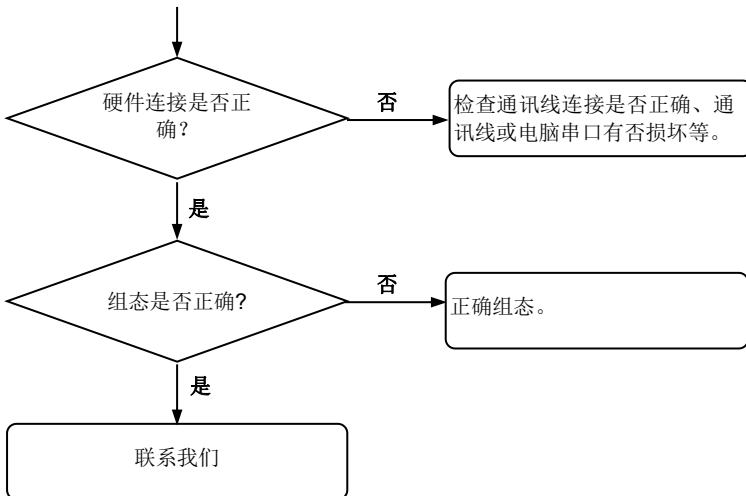 硬件连接是否正
确?
否
检查通讯线连接是否正确、通
讯线或电脑串口有否损坏等。
是
组态是否正确?
否
正确组态。
是
联系我们